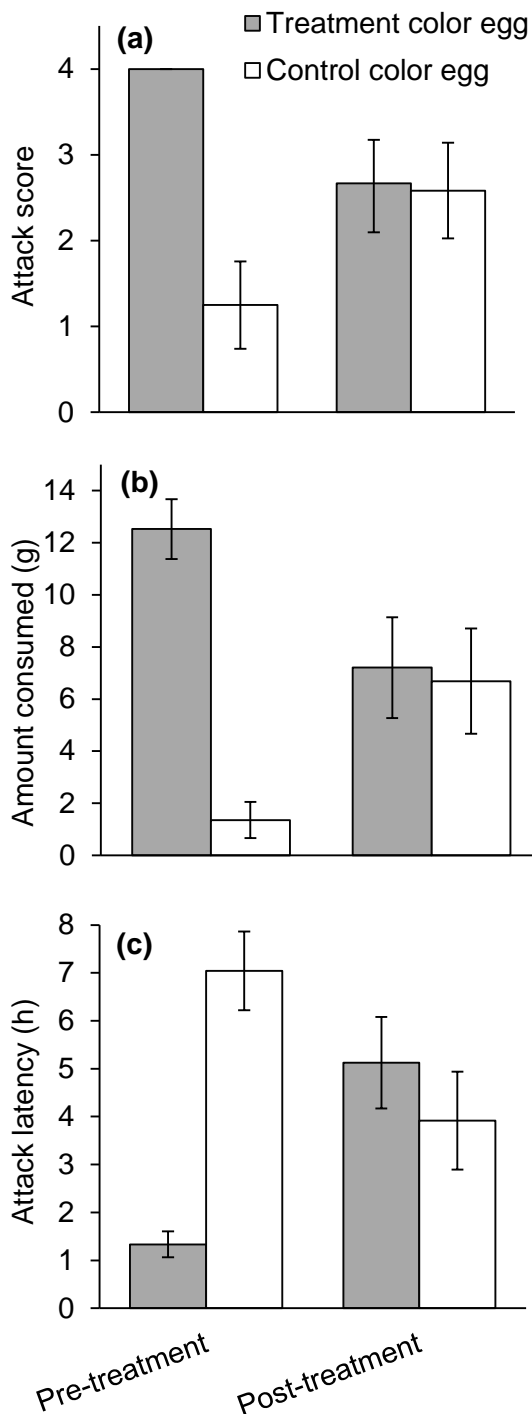 (a)
Treatment color egg
Control color egg
Attack score
4
3
2
1
0
(b)
Amount consumed (g)
14
12
10
8
6
4
2
0
(c)
Attack latency (h)
8
7
6
5
4
3
2
1
0
Pre-treatment
Post-treatment